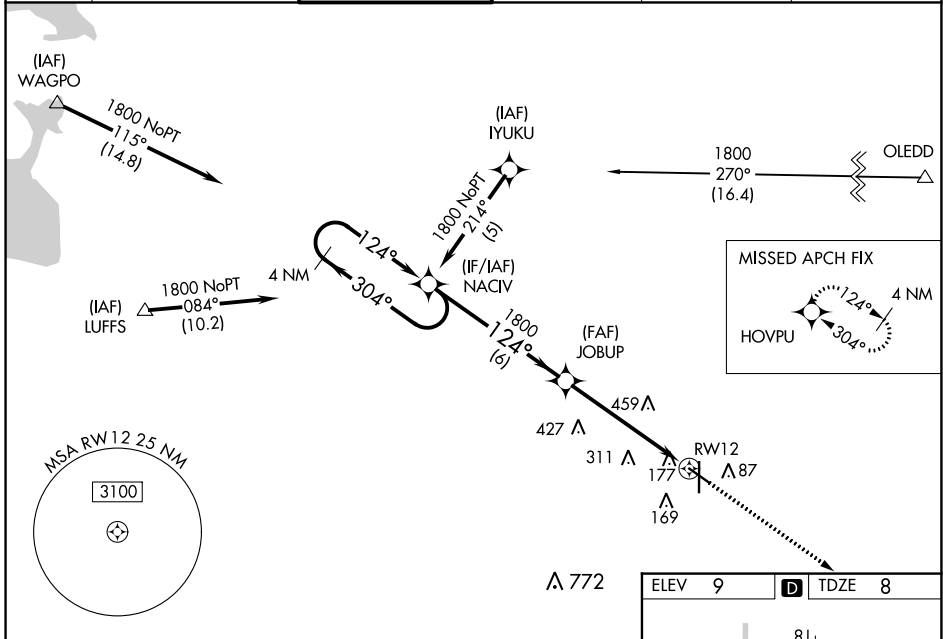 (IAF)
WAGPO
1800 NoPT
115°
(14.8)
(IAF)
IYUKU
1800 NoPT
214°
(5)
1800
270°
(16.4)
OLEDD
124°
304°
4 NM
(IF/IAF)
NACIV
(IAF)
LUFFS
1800 NoPT
084°
(10.2)
MISSED APCH FIX
HOVPU
124°
304°
4 NM
1800
124°
(6)
(FAF)
JOBUP
459
427
311
177
RW12
87
169
MSA RW12 25 NM
3100
772
ELEV 9
D
TDZE 8